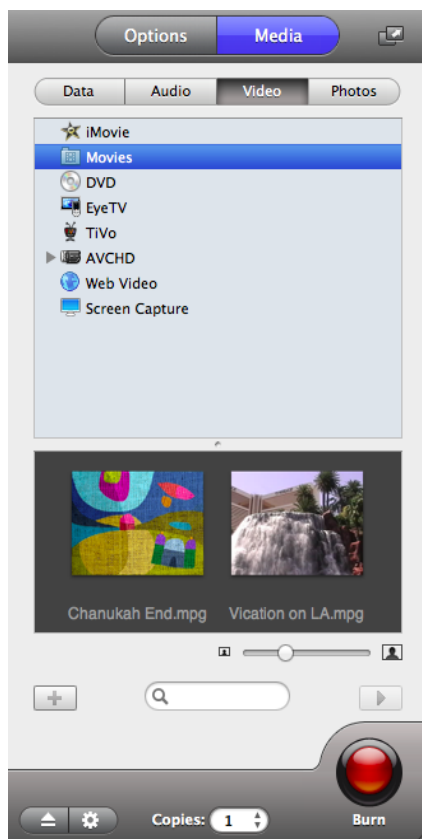 Options Media
Data Audio Video Photos
iMovie
Movies
DVD
EyeTV
TiVo
AVCHD
Web Video
Screen Capture
Chanukah End.mpg Vication on LA.mpg
Copies: 1 Burn